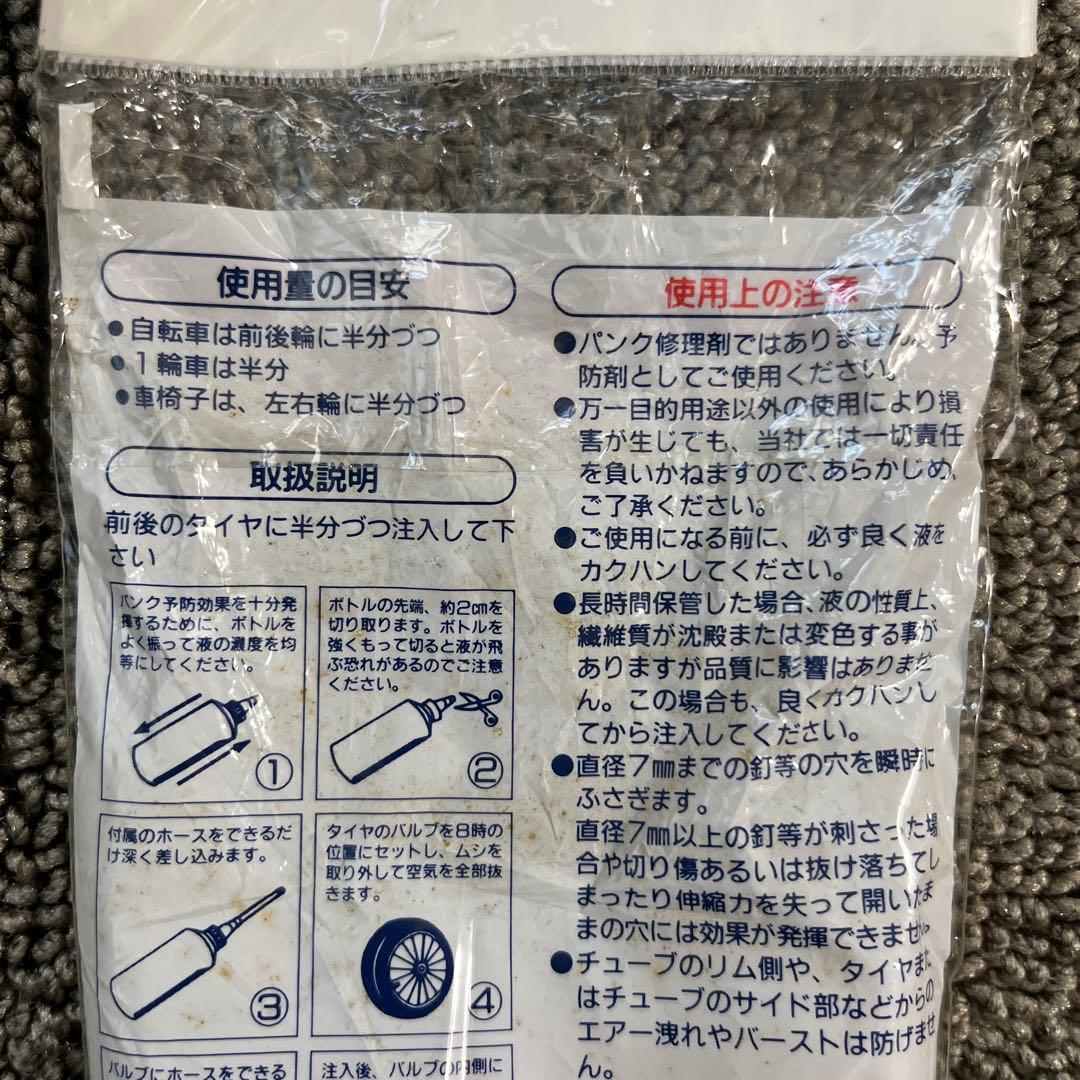 使用量の目安
●自転車は前後輪に半分づつ
●1輪車は半分
●車椅子は、左右輪に半分づつ
取扱説明
前後のタイヤに半分づつ注入して下
さい
パンク予防効果を十分発
揮するために、ボトルを
よく振って液の濃度を均
等にしてください。
①
ボトルの先端、約2㎝を
切り取ります。ボトルを
強くもって切ると液が飛
ぶ恐れがあるのでご注意
ください。
②
付属のホースをできるだ
け深く差し込みます。
③
タイヤのバルブを8時の
位置にセットし、ムシを
取り外して空気を全部抜
きます。
④
バルブにホースをできる
注入後、バルブの内側に
使用上の注意
●パンク修理剤ではありません。予
防剤としてご使用ください。
●万一目的用途以外の使用により損
害が生じても、当社では一切責任
を負いかねますので、あらかじめ、
ご了承ください。
●ご使用になる前に、必ず良く液を
カクハンしてください。
●長時間保管した場合、液の性質上、
繊維質が沈殿または変色する事が
ありますが品質に影響はありませ
ん。この場合も、良くカクハンし
てから注入してください。
●直径7㎜までの釘等の穴を瞬時に
ふさぎます。
直径7㎜以上の釘等が刺さった場
合や切り傷あるいは抜け落ちてし
まったり伸縮力を失って開いたま
まの穴には効果が発揮できません。
●チューブのリム側や、タイヤまた
はチューブのサイド部などからの
エアー洩れやバーストは防げませ
ん。